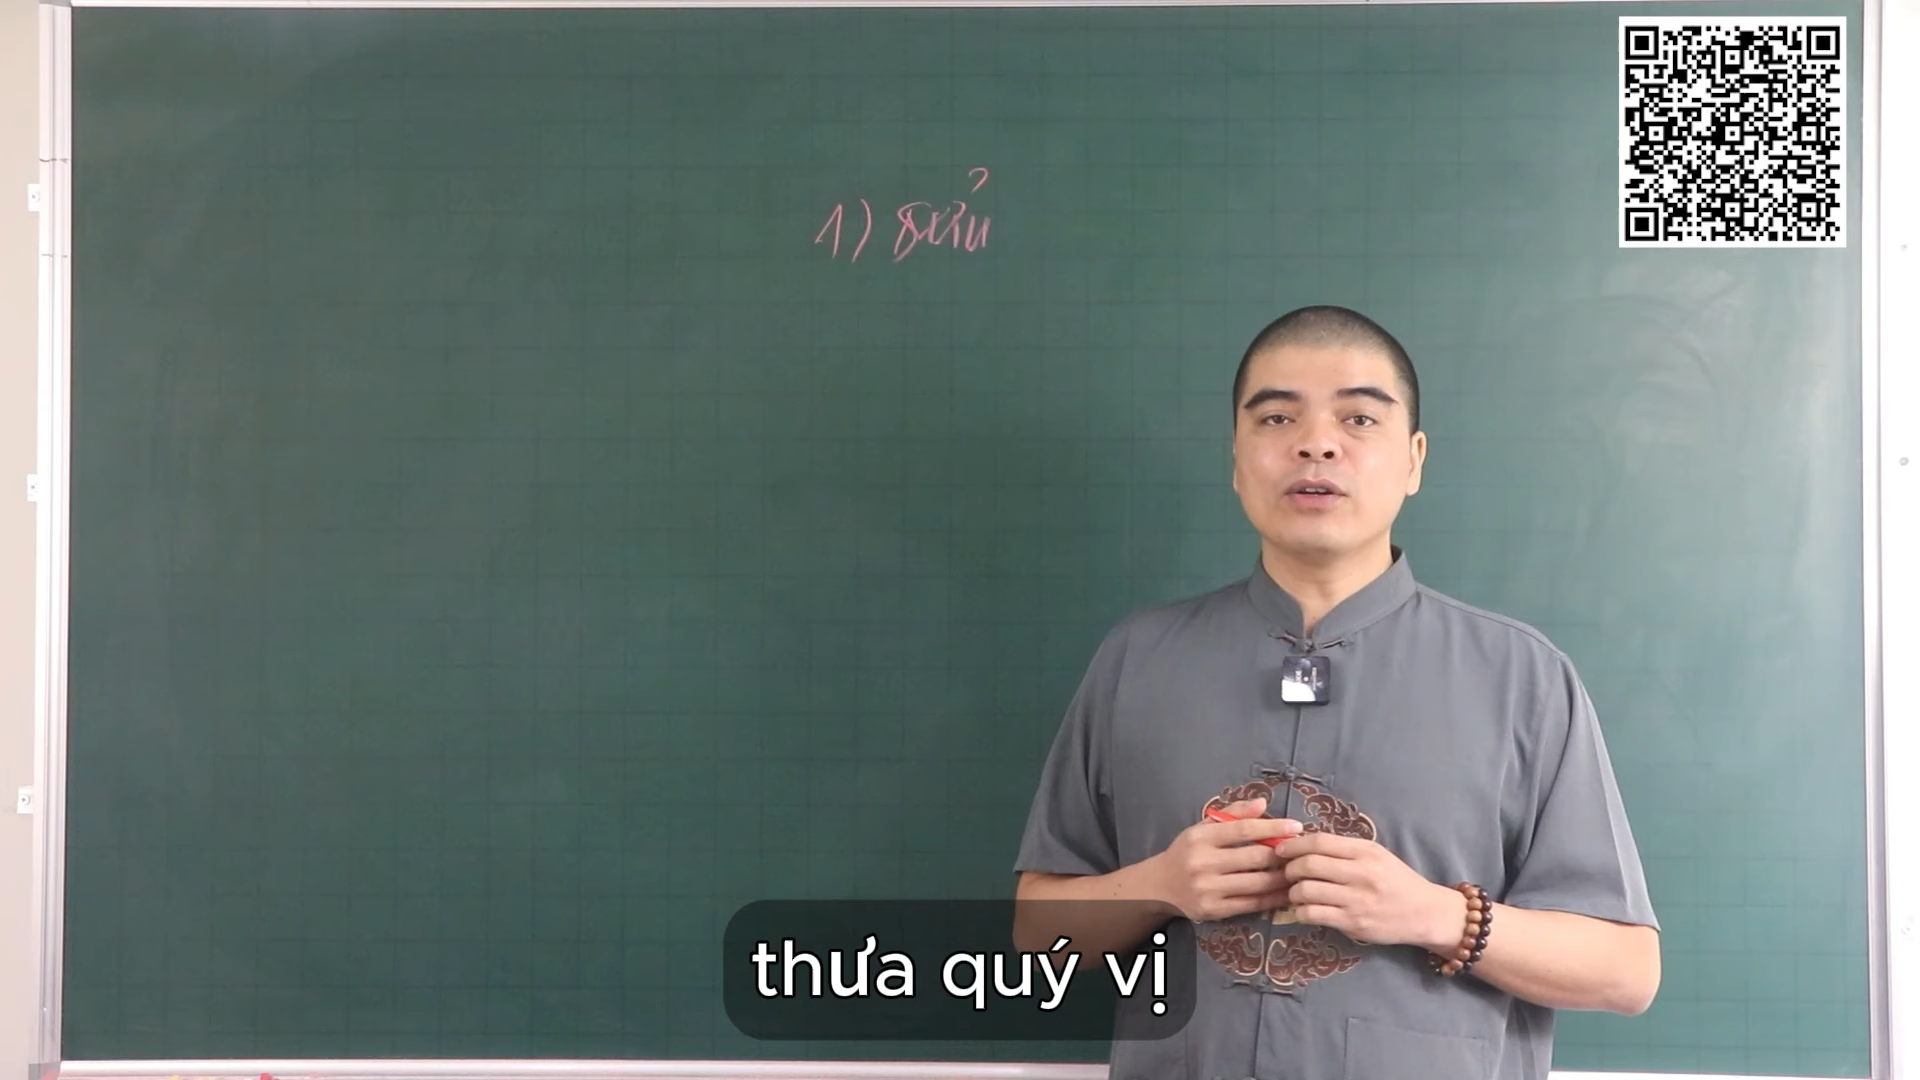 1)
thưa quý vị